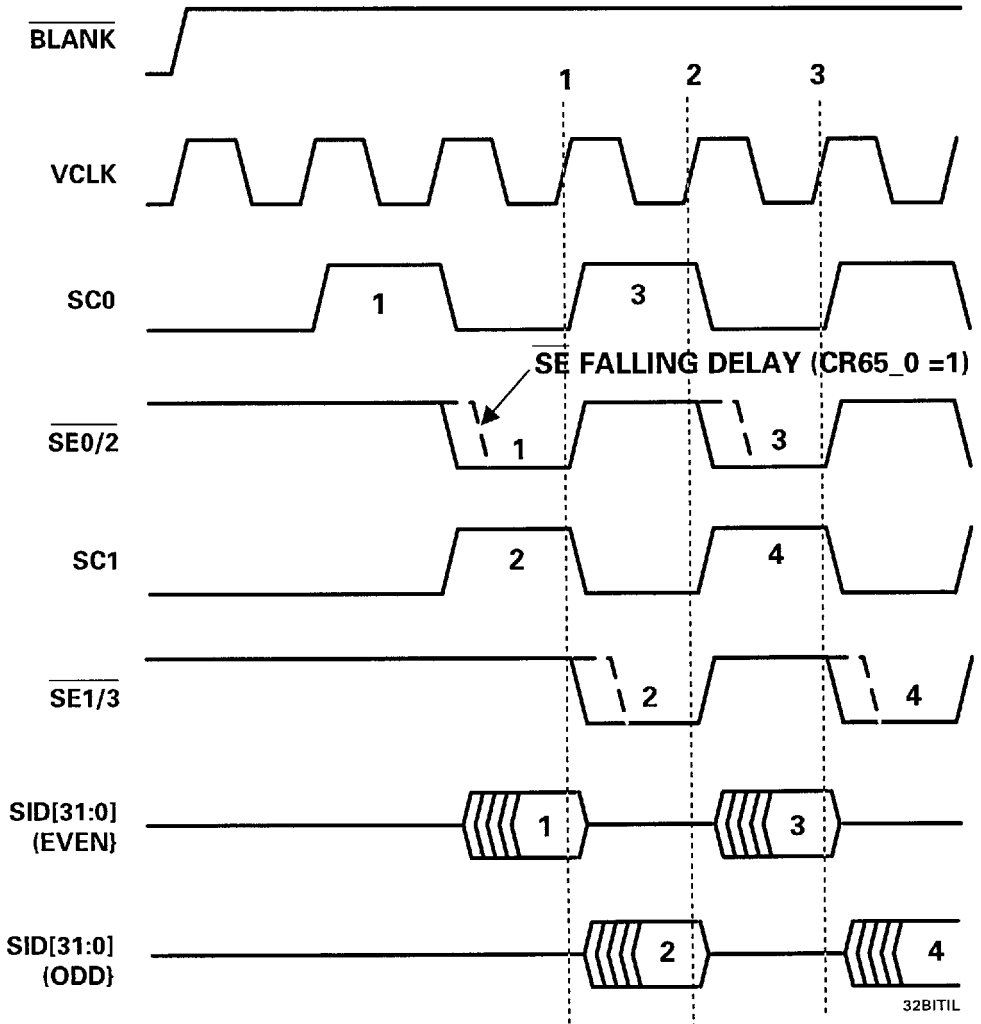 BLANK
1 2 3
VCLK
SC0 1 3
SE FALLING DELAY (CR65_0 =1)
SE0/2 1 3
SC1 2 4
SE1/3 2 4
SID[31:0]
(EVEN} 1 3
SID[31:0]
(ODD} 2 4
32BITIL